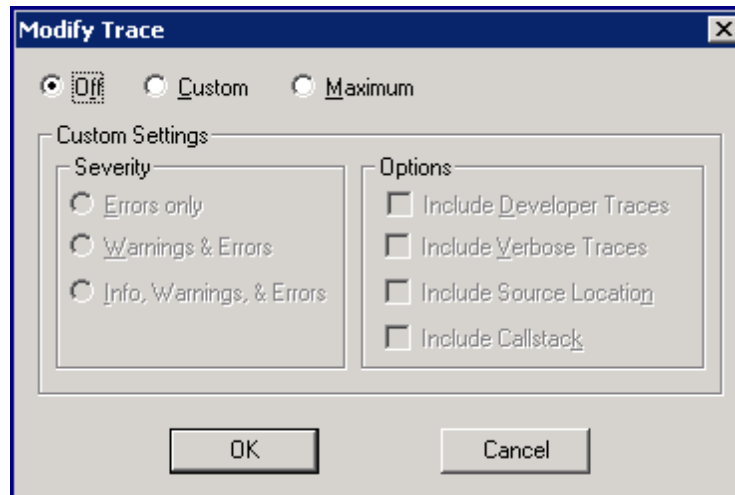 Modify Trace
Off Custom Maximum
Custom Settings
Severity
Errors only
Warnings & Errors
Info, Warnings, & Errors
Options
Include Developer Traces
Include Verbose Traces
Include Source Location
Include Callstack
OK Cancel